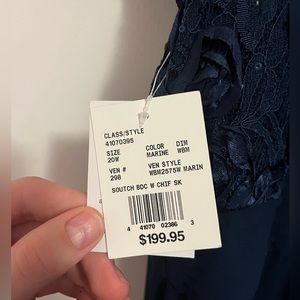 CLASS/STYLE
41070395
SIZE COLOR DIM
20W MARINE WBM
VEN # VEN STYLE
298 WBM2575W MARIN
SOUTCH BDC W CHIF SK
4 41070 02386 3
$199.95